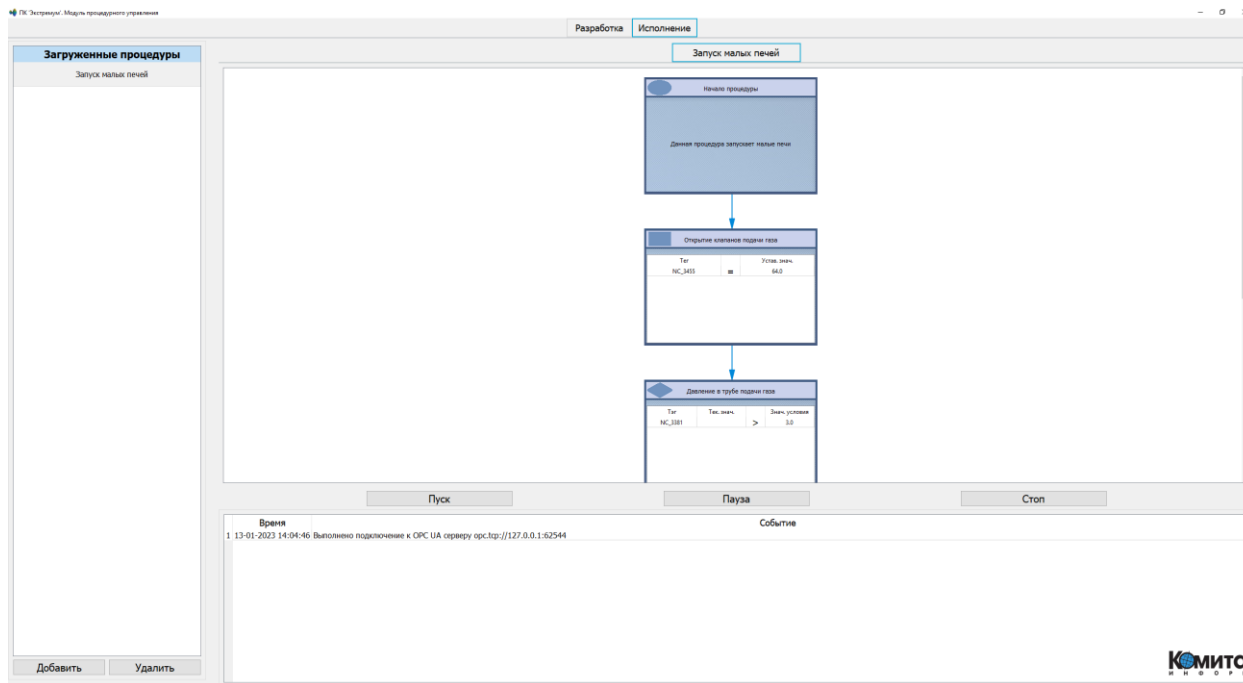 ПК 'Экстремум'. Модуль процедурного управления
Разработка Исполнение
Загруженные процедуры
Запуск малых печей
Запуск малых печей
Начало процедуры
Данная процедура запускает малые печи
Открытие клапанов подачи газа
Тег Устав. знач.
NC_3455 = 64.0
Давление в трубе подачи газа
Тэг Тек. знач. Знач. условия
NC_3381 > 3.0
Пуск Пауза Стоп
Время Событие
1 13-01-2023 14:04:46 Выполнено подключение к OPC UA серверу opc.tcp://127.0.0.1:62544
Добавить Удалить
Комитс
ИНФОР